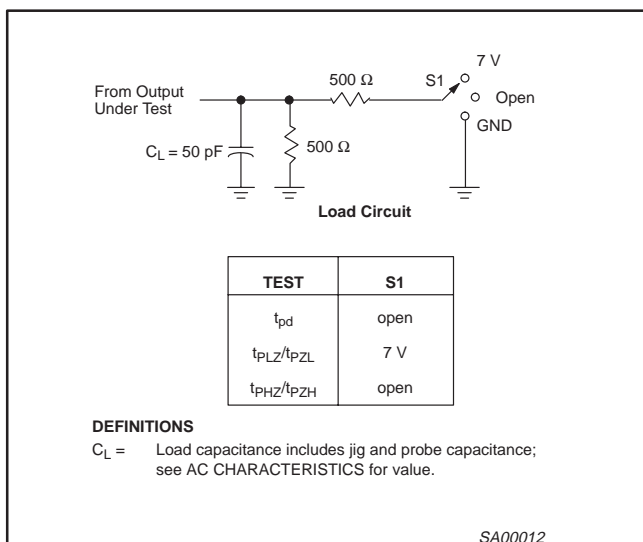 7 V
500 Ω
S1
From Output
Under Test
Open
GND
C_L = 50 pF
500 Ω
Load Circuit
TEST S1
t_pd open
t_PLZ/t_PZL 7 V
t_PHZ/t_PZH open
DEFINITIONS
C_L = Load capacitance includes jig and probe capacitance;
see AC CHARACTERISTICS for value.
SA00012